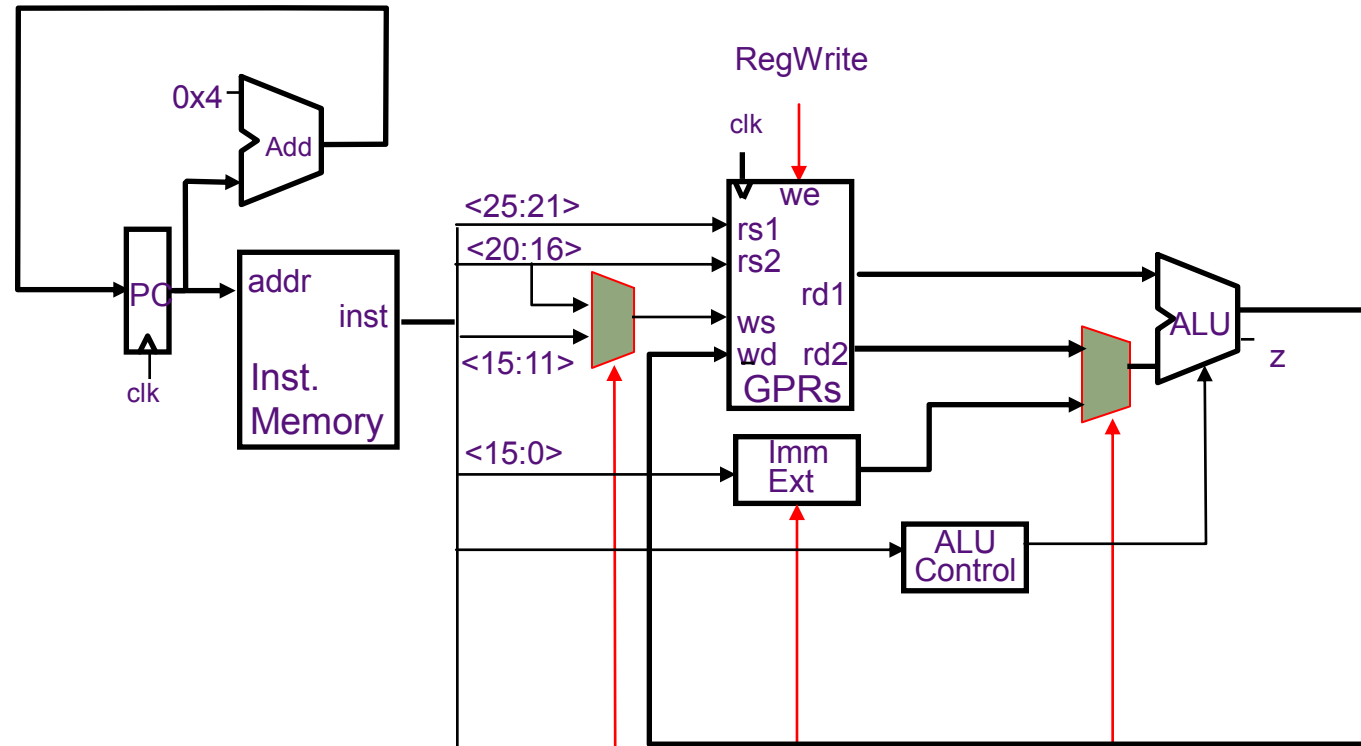 RegWrite
0x4
Add
clk
<25:21>
we
rs1
<20:16>
rs2
addr
PC
rd1
inst
ws
ALU
<15:11>
wd
rd2
z
clk
Inst.
Memory
GPRs
<15:0>
Imm
Ext
ALU
Control